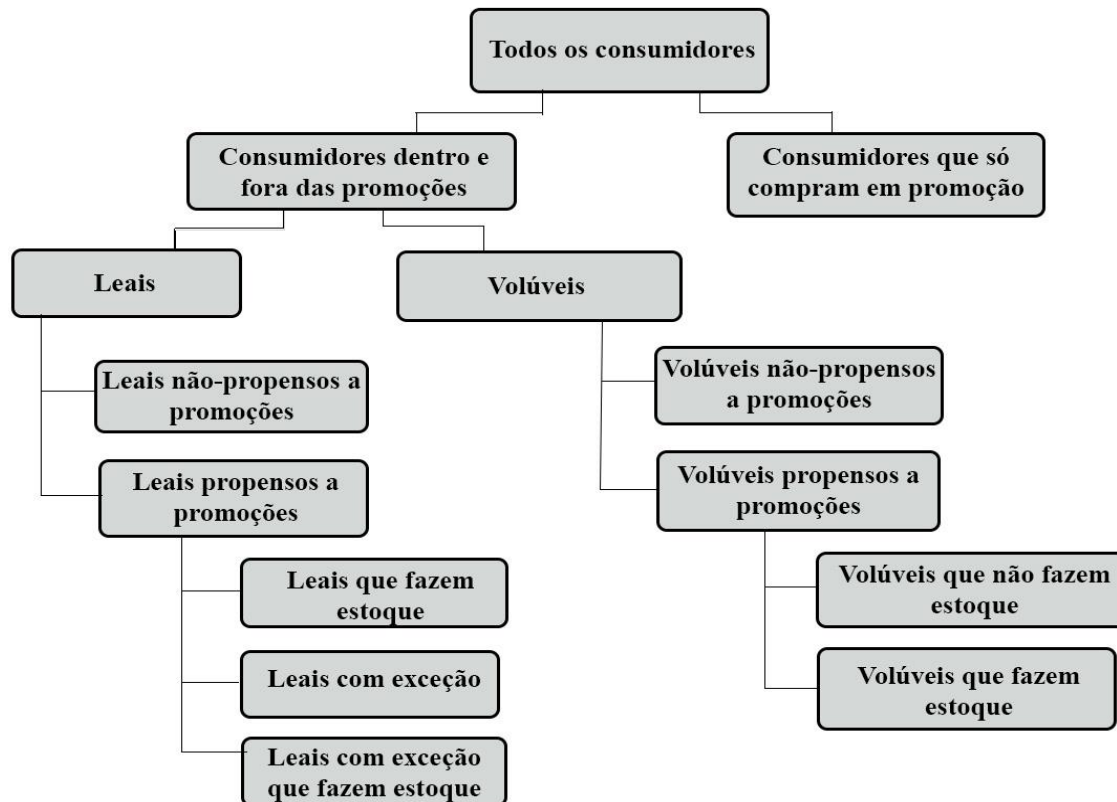 Todos os consumidores
Consumidores dentro e
fora das promoções
Consumidores que só
compram em promoção
Leais
Volúveis
Leais não-propensos a
promoções
Volúveis não-propensos
a promoções
Leais propensos a
promoções
Volúveis propensos a
promoções
Leais que fazem
estoque
Volúveis que não fazem
estoque
Leais com exceção
Volúveis que fazem
estoque
Leais com exceção
que fazem estoque